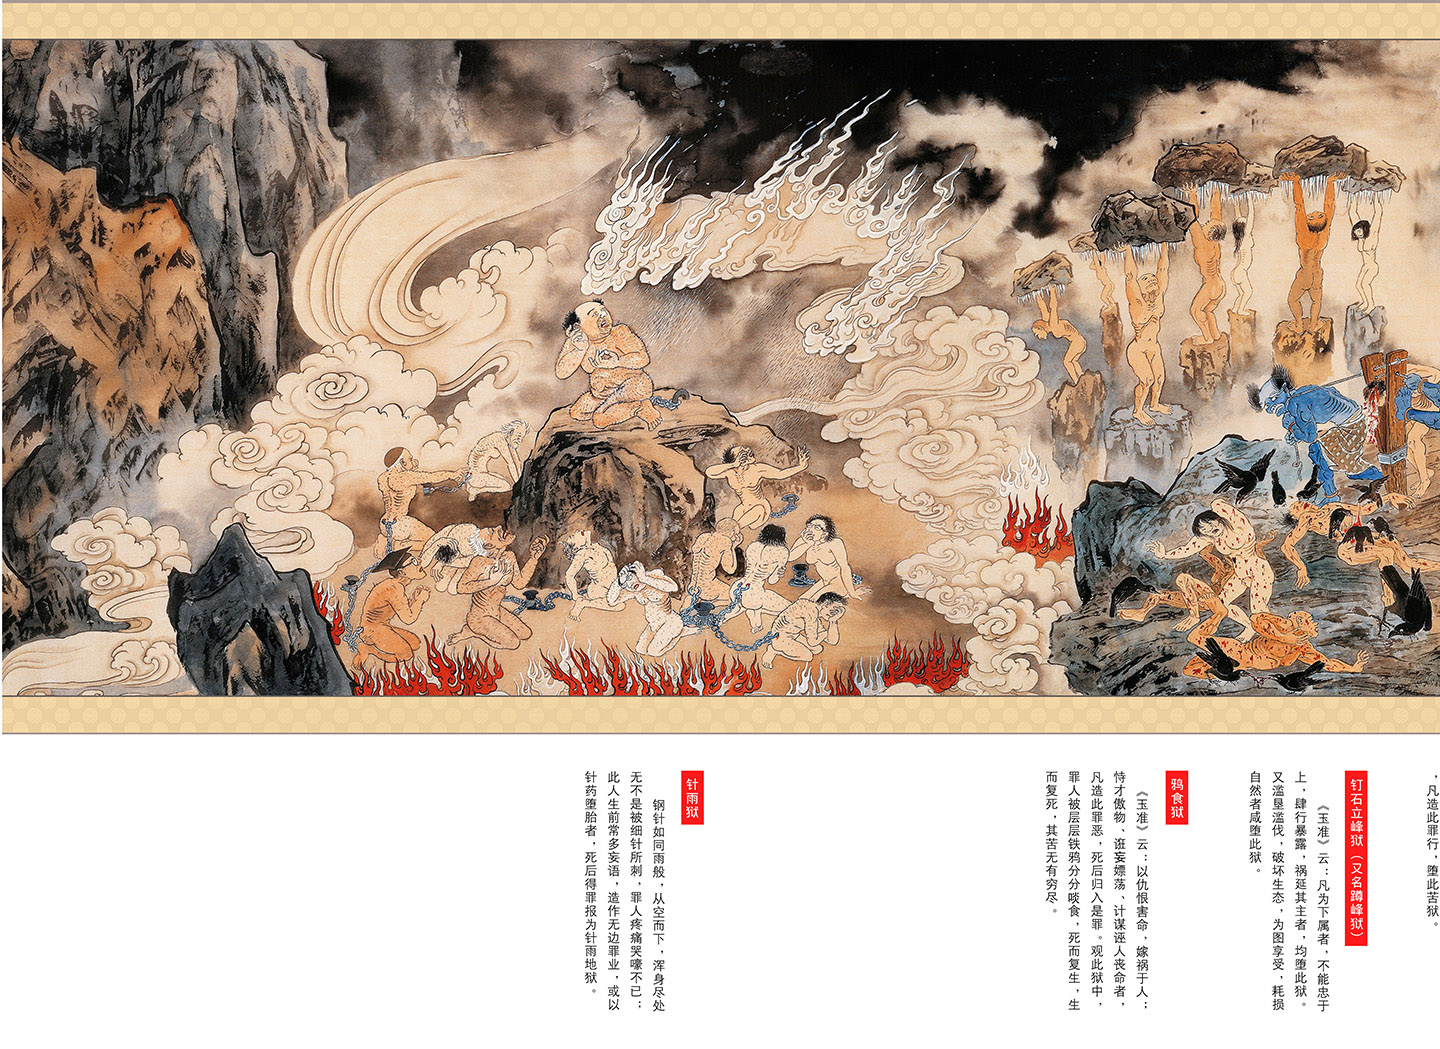 ，凡造此罪行，堕此苦狱。
钉石立峰狱（又名蹲峰狱）
《玉准》云：凡为下属者，不能忠于
上，肆行暴露，祸延其主者，均堕此狱。
又滥垦滥伐，破坏生态，为图享受，耗损
自然者咸堕此狱。
鸦食狱
《玉准》云：以仇恨害命，嫁祸于人；
恃才傲物、诳妄嫖荡、计谋诬人丧命者，
凡造此罪恶，死后归入是罪。观此狱中，
罪人被层层铁鸦分分啖食，死而复生，生
而复死，其苦无有穷尽。
针雨狱
钢针如同雨般，从空而下，浑身尽处
无不是被细针所刺，罪人疼痛哭嚎不已；
此人生前常多妄语，造作无边罪业，或以
针药堕胎者，死后得罪报为针雨地狱。